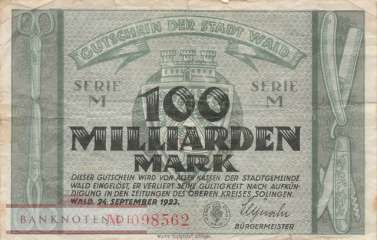 GUTSCHEIN DER STADT WALD
SERIE M
SERIE M
100
MILLIARDEN
MARK
DIESER GUTSCHEIN WIRD VON ALLEN KASSEN DER STADTGEMEINDE
WALD EINGELÖST, ER VERLIERT SEINE GÜLTIGKEIT NACH AUFKÜN-
DIGUNG IN DEN ZEITUNGEN DES OBEREN KREISES SOLINGEN.
WALD, 24. SEPTEMBER 1923.
BANKNOTEN.DE
098562
BÜRGERMEISTER